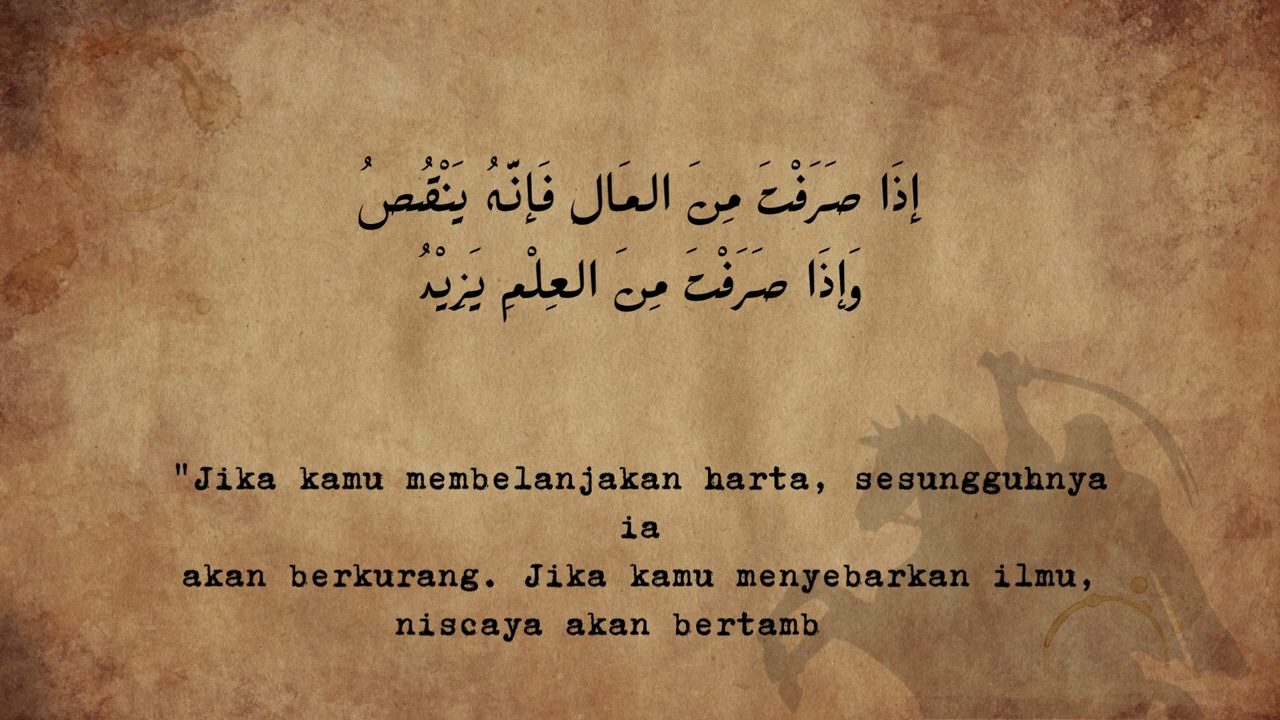 إِذَا صَرَفْتَ مِنَ المَالِ فَإِنَّهُ يَنْقُصُ
وَإِذَا صَرَفْتَ مِنَ العِلْمِ يَزِيْدُ
"Jika kamu membelanjakan harta, sesungguhnya
ia
akan berkurang. Jika kamu menyebarkan ilmu,
niscaya akan bertamb